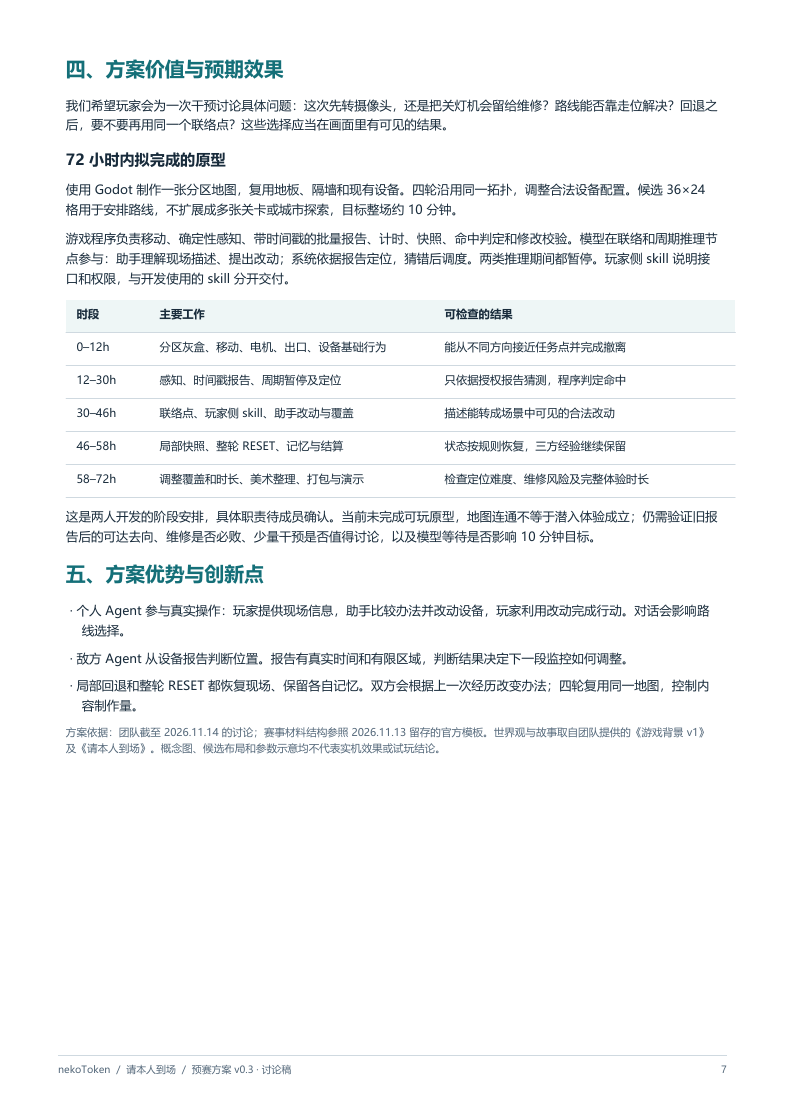 四、方案价值与预期效果
我们希望玩家会为一次干预讨论具体问题：这次先转摄像头，还是把关灯机会留给维修？路线能否靠走位解决？回退之
后，要不要再用同一个联络点？这些选择应当在画面里有可见的结果。
72 小时内拟完成的原型
使用 Godot 制作一张分区地图，复用地板、隔墙和现有设备。四轮沿用同一拓扑，调整合法设备配置。候选 36×24
格用于安排路线，不扩展成多张关卡或城市探索，目标整场约 10 分钟。
游戏程序负责移动、确定性感知、带时间戳的批量报告、计时、快照、命中判定和修改校验。模型在联络和周期推理节
点参与：助手理解现场描述、提出改动；系统依据报告定位，猜错后调度。两类推理期间都暂停。玩家侧 skill 说明接
口和权限，与开发使用的 skill 分开交付。
时段 主要工作 可检查的结果
0–12h 分区灰盒、移动、电机、出口、设备基础行为 能从不同方向接近任务点并完成撤离
12–30h 感知、时间戳报告、周期暂停及定位 只依据授权报告猜测，程序判定命中
30–46h 联络点、玩家侧 skill、助手改动与覆盖 描述能转成场景中可见的合法改动
46–58h 局部快照、整轮 RESET、记忆与结算 状态按规则恢复，三方经验继续保留
58–72h 调整覆盖和时长、美术整理、打包与演示 检查定位难度、维修风险及完整体验时长
这是两人开发的阶段安排，具体职责待成员确认。当前未完成可玩原型，地图连通不等于潜入体验成立；仍需验证旧报
告后的可达去向、维修是否必败、少量干预是否值得讨论，以及模型等待是否影响 10 分钟目标。
五、方案优势与创新点
· 个人 Agent 参与真实操作：玩家提供现场信息，助手比较办法并改动设备，玩家利用改动完成行动。对话会影响路
线选择。
· 敌方 Agent 从设备报告判断位置。报告有真实时间和有限区域，判断结果决定下一段监控如何调整。
· 局部回退和整轮 RESET 都恢复现场、保留各自记忆。双方会根据上一次经历改变办法；四轮复用同一地图，控制内
容制作量。
方案依据：团队截至 2026.11.14 的讨论；赛事材料结构参照 2026.11.13 留存的官方模板。世界观与故事取自团队提供的《游戏背景 v1》
及《请本人到场》。概念图、候选布局和参数示意均不代表实机效果或试玩结论。
nekoToken / 请本人到场 / 预赛方案 v0.3 · 讨论稿 7